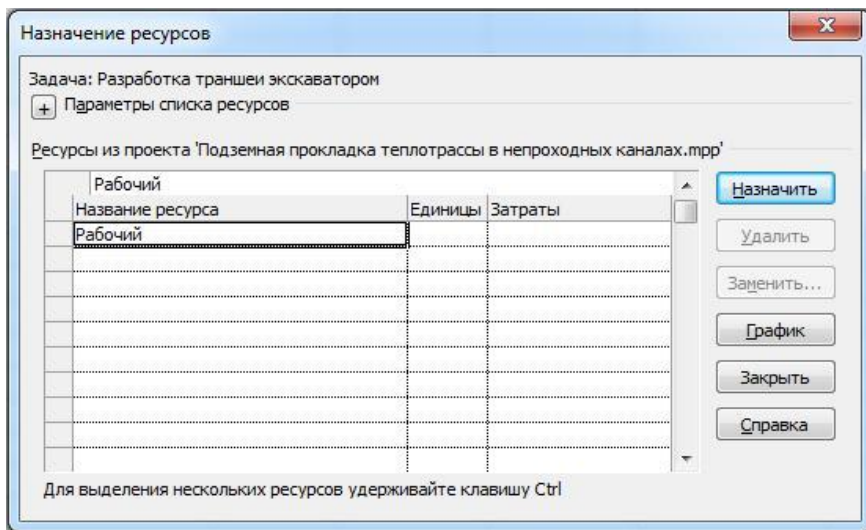 Назначение ресурсов
Задача: Разработка траншеи экскаватором
+ Параметры списка ресурсов
Ресурсы из проекта 'Подземная прокладка теплотрассы в непроходных каналах.mpp'
Рабочий
Название ресурса Единицы Затраты
Рабочий
Назначить
Удалить
Заменить...
График
Закрыть
Справка
Для выделения нескольких ресурсов удерживайте клавишу Ctrl